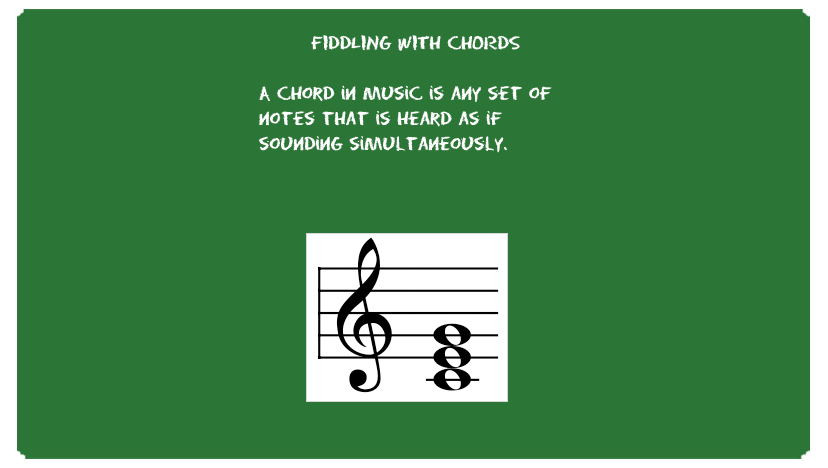 FIDDLING WITH CHORDS
A CHORD IN MUSIC IS ANY SET OF
NOTES THAT IS HEARD AS IF
SOUNDING SIMULTANEOUSLY.